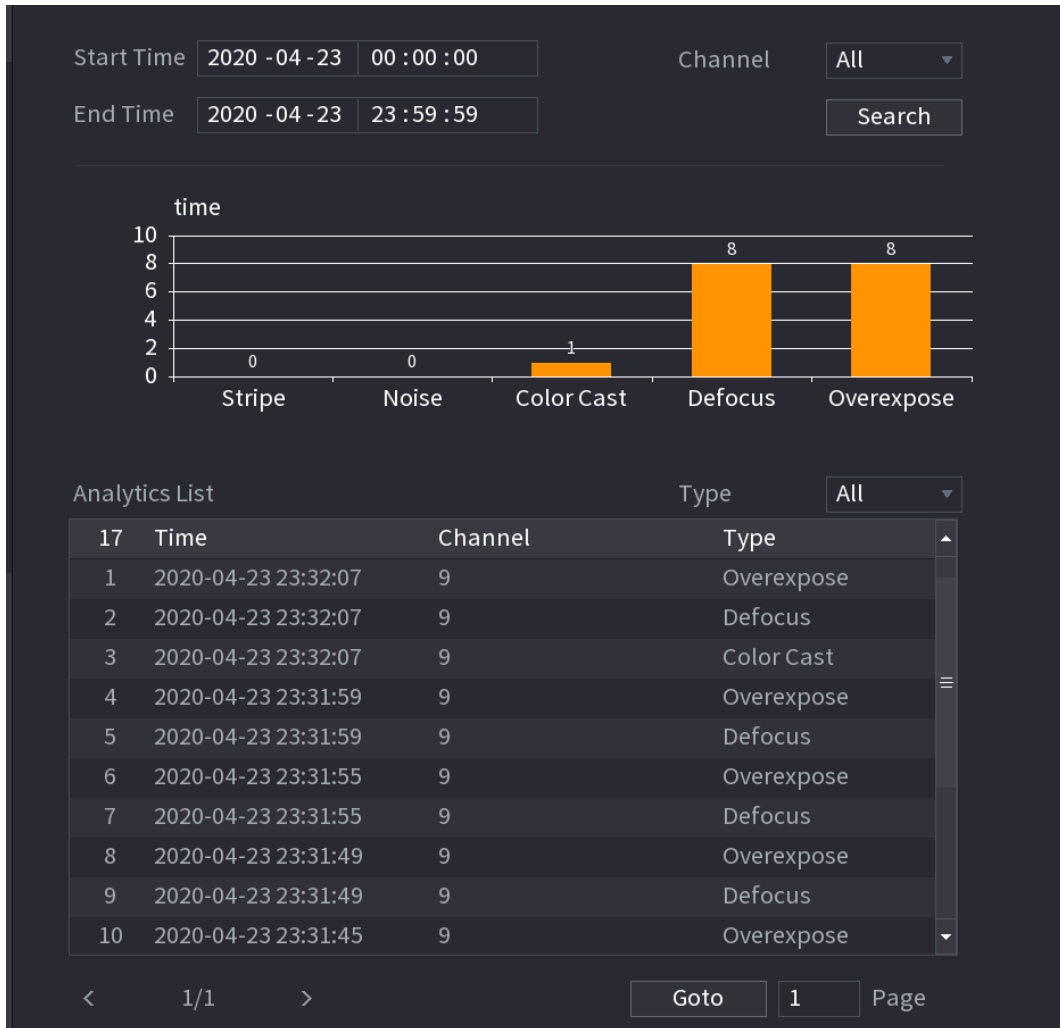 Start Time 2020 -04 -23 00 : 00 : 00 Channel All
End Time 2020 -04 -23 23 : 59 : 59 Search
time
10
8
6
4
2
0
0 0 1 8 8
Stripe Noise Color Cast Defocus Overexpose
Analytics List Type All
17 Time Channel Type
1 2020-04-23 23:32:07 9 Overexpose
2 2020-04-23 23:32:07 9 Defocus
3 2020-04-23 23:32:07 9 Color Cast
4 2020-04-23 23:31:59 9 Overexpose
5 2020-04-23 23:31:59 9 Defocus
6 2020-04-23 23:31:55 9 Overexpose
7 2020-04-23 23:31:55 9 Defocus
8 2020-04-23 23:31:49 9 Overexpose
9 2020-04-23 23:31:49 9 Defocus
10 2020-04-23 23:31:45 9 Overexpose
< 1/1 > Goto 1 Page